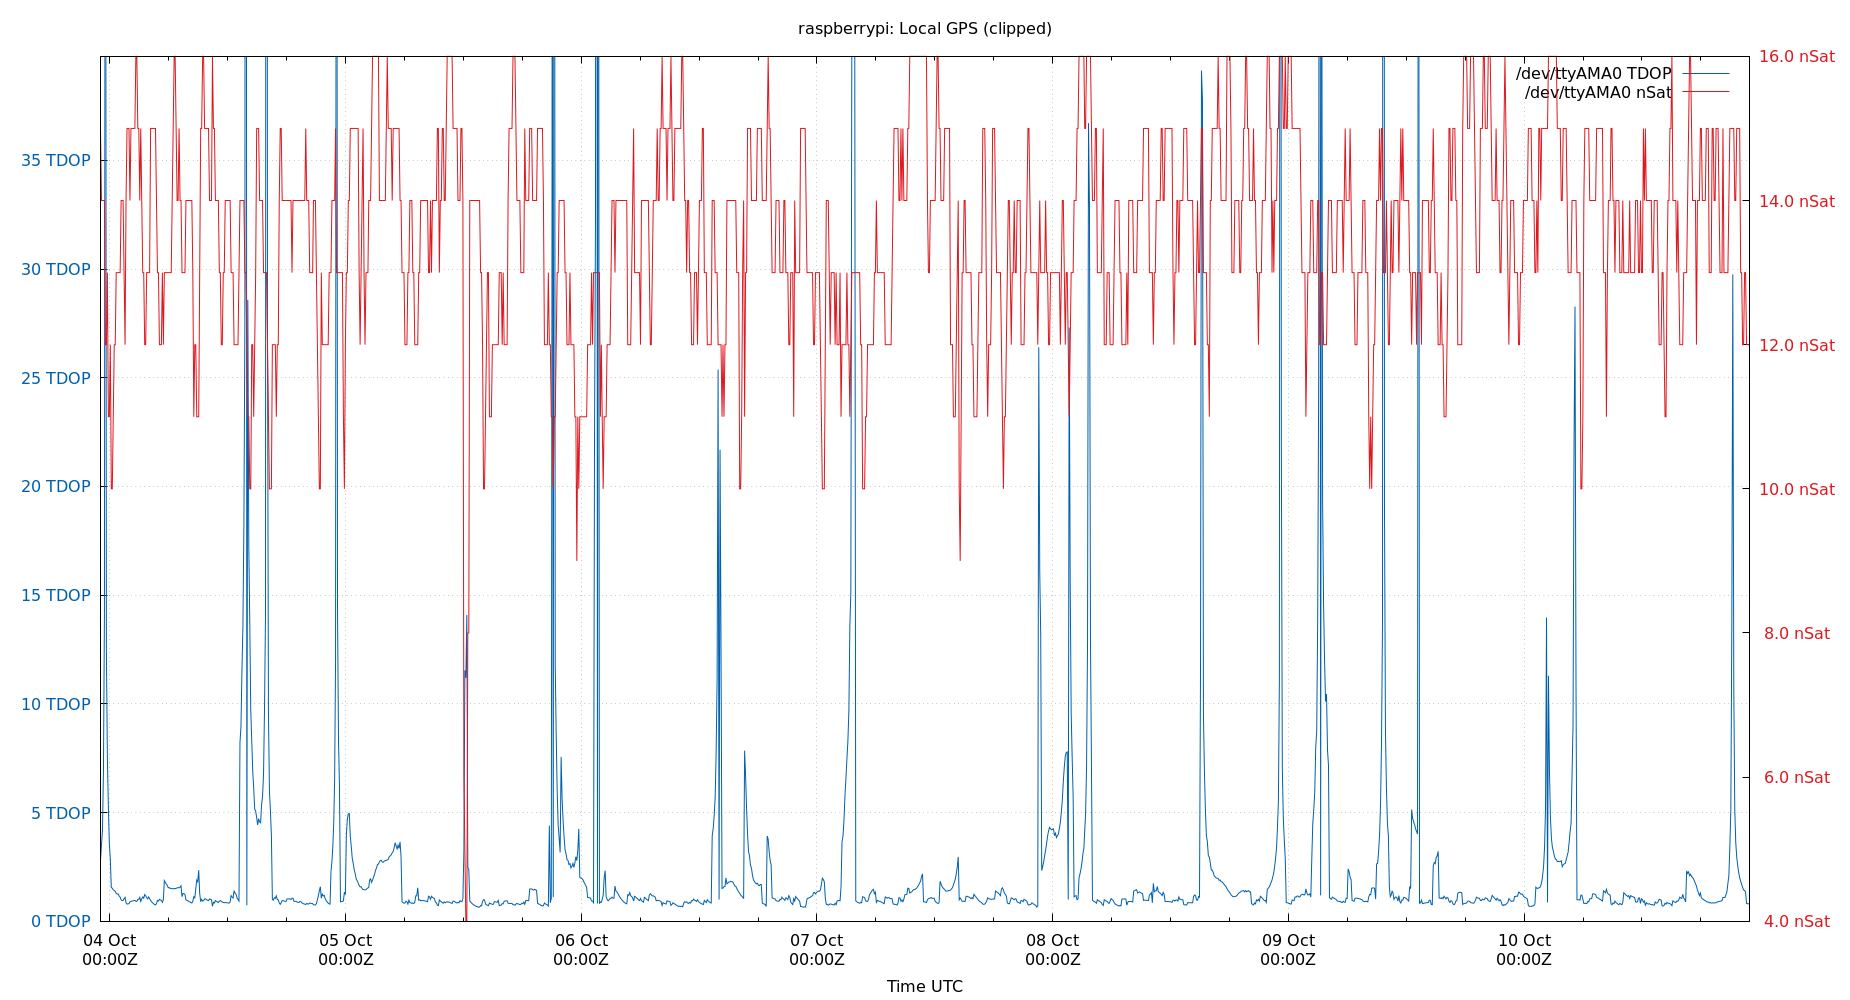 raspberrypi: Local GPS (clipped)
/dev/ttyAMA0 TDOP
/dev/ttyAMA0 nSat
35 TDOP
30 TDOP
25 TDOP
20 TDOP
15 TDOP
10 TDOP
5 TDOP
0 TDOP
16.0 nSat
14.0 nSat
12.0 nSat
10.0 nSat
8.0 nSat
6.0 nSat
4.0 nSat
04 Oct
00:00Z
05 Oct
00:00Z
06 Oct
00:00Z
07 Oct
00:00Z
08 Oct
00:00Z
09 Oct
00:00Z
10 Oct
00:00Z
Time UTC